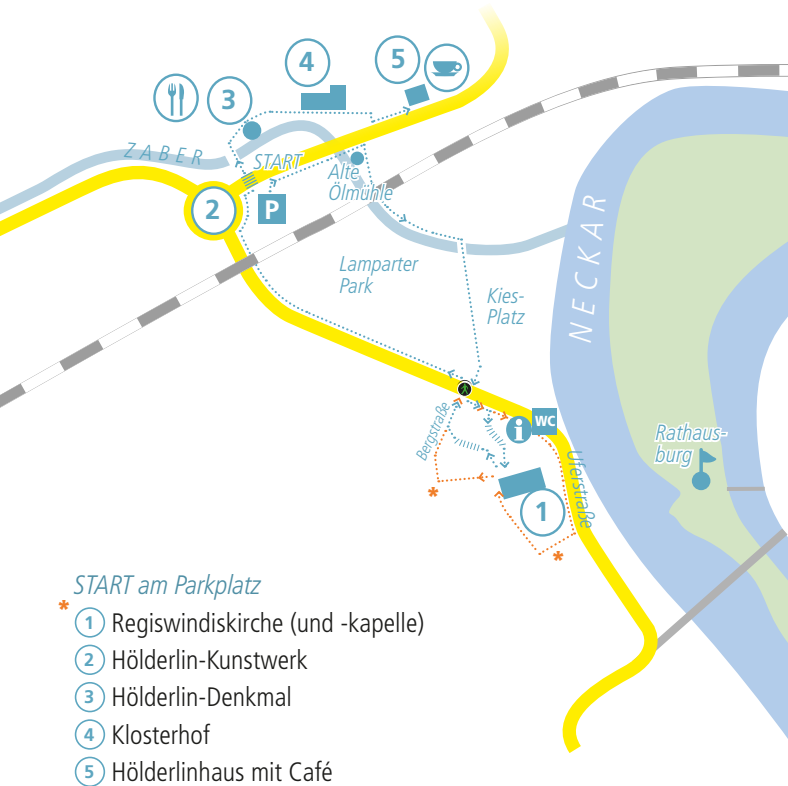 4
5
3
ZABER
START
Alte
Ölmühle
2
P
NECKAR
Lamparter
Park
Kies-
Platz
Bergstraße
i
WC
Uferstraße
Rathaus-
burg
1
*
*
START am Parkplatz
*
1 Regiswindiskirche (und -kapelle)
2 Hölderlin-Kunstwerk
3 Hölderlin-Denkmal
4 Klosterhof
5 Hölderlinhaus mit Café